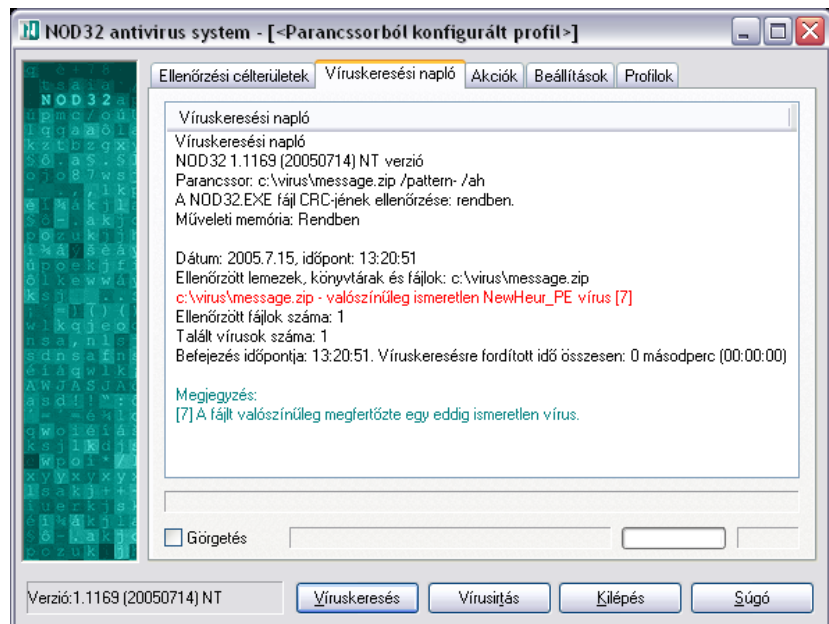 NOD32 antivirus system - [<Parancssorból konfigurált profil>]
Ellenőrzési célterületek Víruskeresési napló Akciók Beállítások Profilok
NOD32
Víruskeresési napló
Víruskeresési napló
NOD32 1.1169 (20050714) NT verzió
Parancssor: c:\virus\message.zip /pattern- /ah
A NOD32.EXE fájl CRC-jének ellenőrzése: rendben.
Műveleti memória: Rendben
Dátum: 2005.7.15, időpont: 13:20:51
Ellenőrzött lemezek, könyvtárak és fájlok: c:\virus\message.zip
c:\virus\message.zip - valószínűleg ismeretlen NewHeur_PE vírus [7]
Ellenőrzött fájlok száma: 1
Talált vírusok száma: 1
Befejezés időpontja: 13:20:51. Víruskeresésre fordított idő összesen: 0 másodperc (00:00:00)
Megjegyzés:
[7] A fájlt valószínűleg megfertőzte egy eddig ismeretlen vírus.
Görgetés
Verzió:1.1169 (20050714) NT
Víruskeresés Vírusirtás Kilépés Súgó